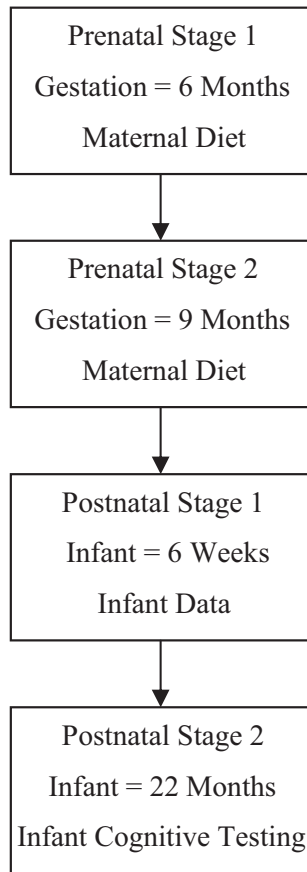 Prenatal Stage 1
Gestation = 6 Months
Maternal Diet
Prenatal Stage 2
Gestation = 9 Months
Maternal Diet
Postnatal Stage 1
Infant = 6 Weeks
Infant Data
Postnatal Stage 2
Infant = 22 Months
Infant Cognitive Testing